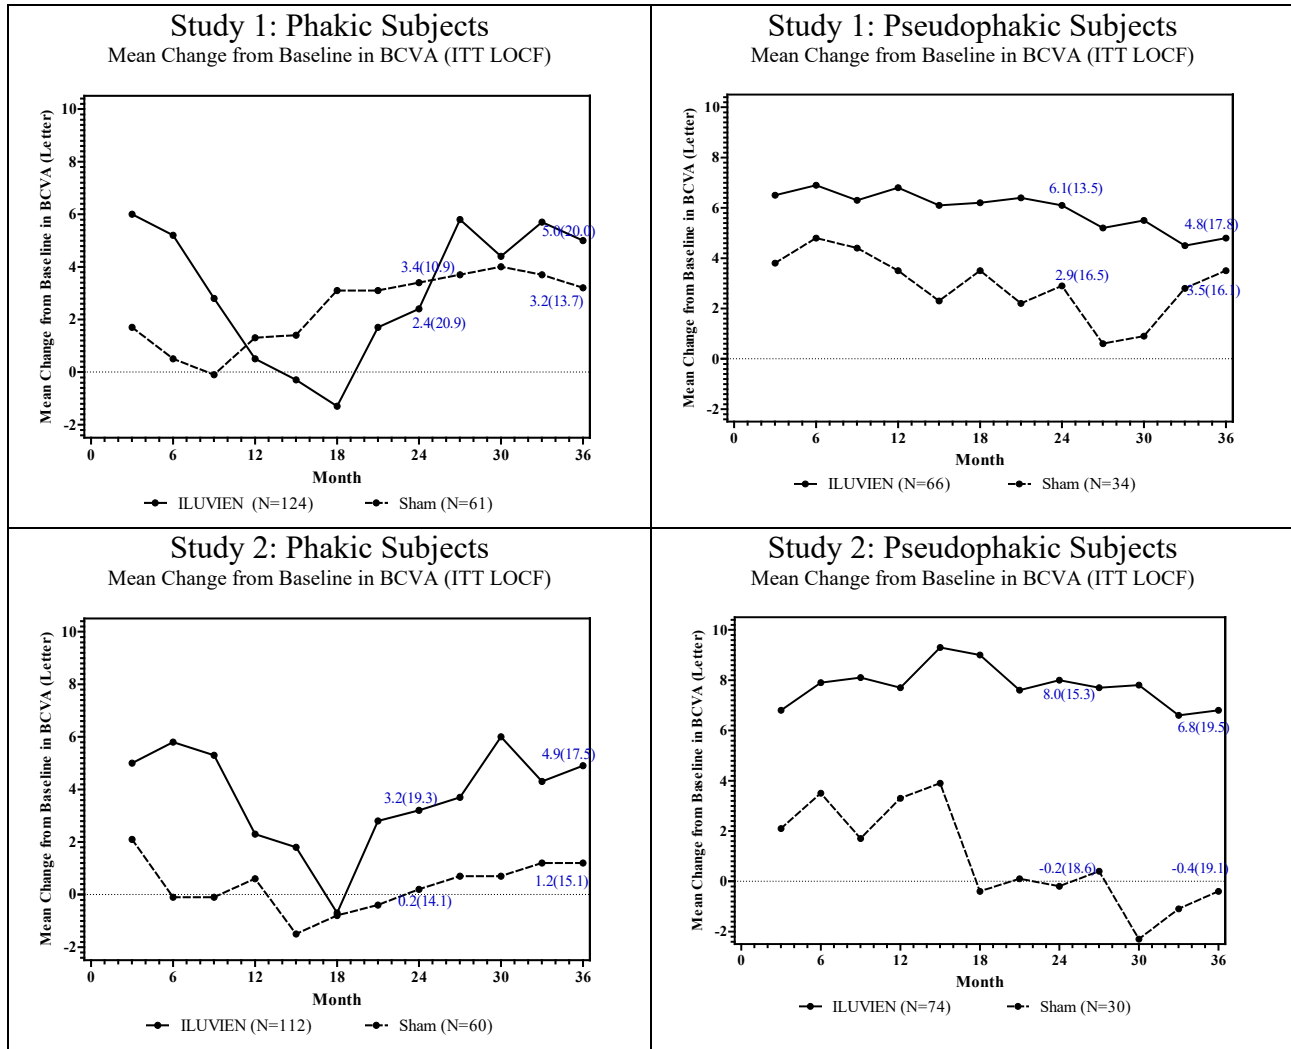 Study 1: Phakic Subjects
Mean Change from Baseline in BCVA (ITT LOCF)
Mean Change from Baseline in BCVA (Letter)
10
8
6
4
2
0
-2
5.0(20.0)
3.4(10.9)
3.2(13.7)
2.4(20.9)
0 6 12 18 24 30 36
Month
ILUVIEN (N=124) Sham (N=61)
Study 1: Pseudophakic Subjects
Mean Change from Baseline in BCVA (ITT LOCF)
Mean Change from Baseline in BCVA (Letter)
10
8
6
4
2
0
-2
6.1(13.5)
4.8(17.8)
2.9(16.5)
3.5(16.1)
0 6 12 18 24 30 36
Month
ILUVIEN (N=66) Sham (N=34)
Study 2: Phakic Subjects
Mean Change from Baseline in BCVA (ITT LOCF)
Mean Change from Baseline in BCVA (Letter)
10
8
6
4
2
0
-2
4.9(17.5)
3.2(19.3)
1.2(15.1)
0.2(14.1)
0 6 12 18 24 30 36
Month
ILUVIEN (N=112) Sham (N=60)
Study 2: Pseudophakic Subjects
Mean Change from Baseline in BCVA (ITT LOCF)
Mean Change from Baseline in BCVA (Letter)
10
8
6
4
2
0
-2
8.0(15.3)
6.8(19.5)
-0.2(18.6)
-0.4(19.1)
0 6 12 18 24 30 36
Month
ILUVIEN (N=74) Sham (N=30)